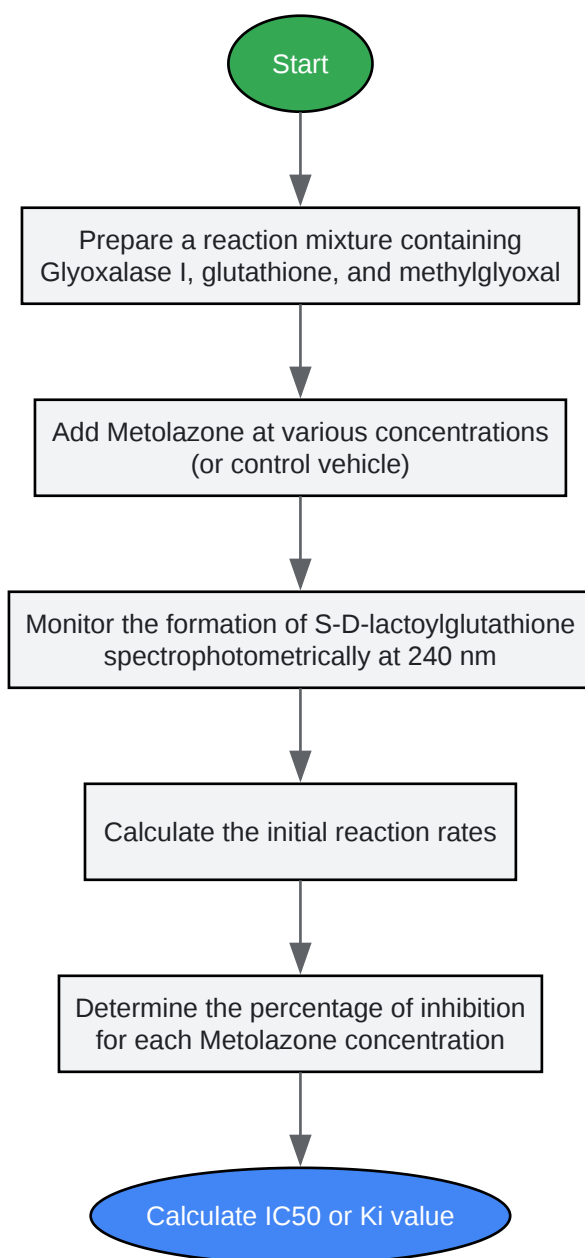 Start
Prepare a reaction mixture containing
Glyoxalase I, glutathione, and methylglyoxal
Add Metolazone at various concentrations
(or control vehicle)
Monitor the formation of S-D-lactoylglutathione
spectrophotometrically at 240 nm
Calculate the initial reaction rates
Determine the percentage of inhibition
for each Metolazone concentration
Calculate IC50 or Ki value